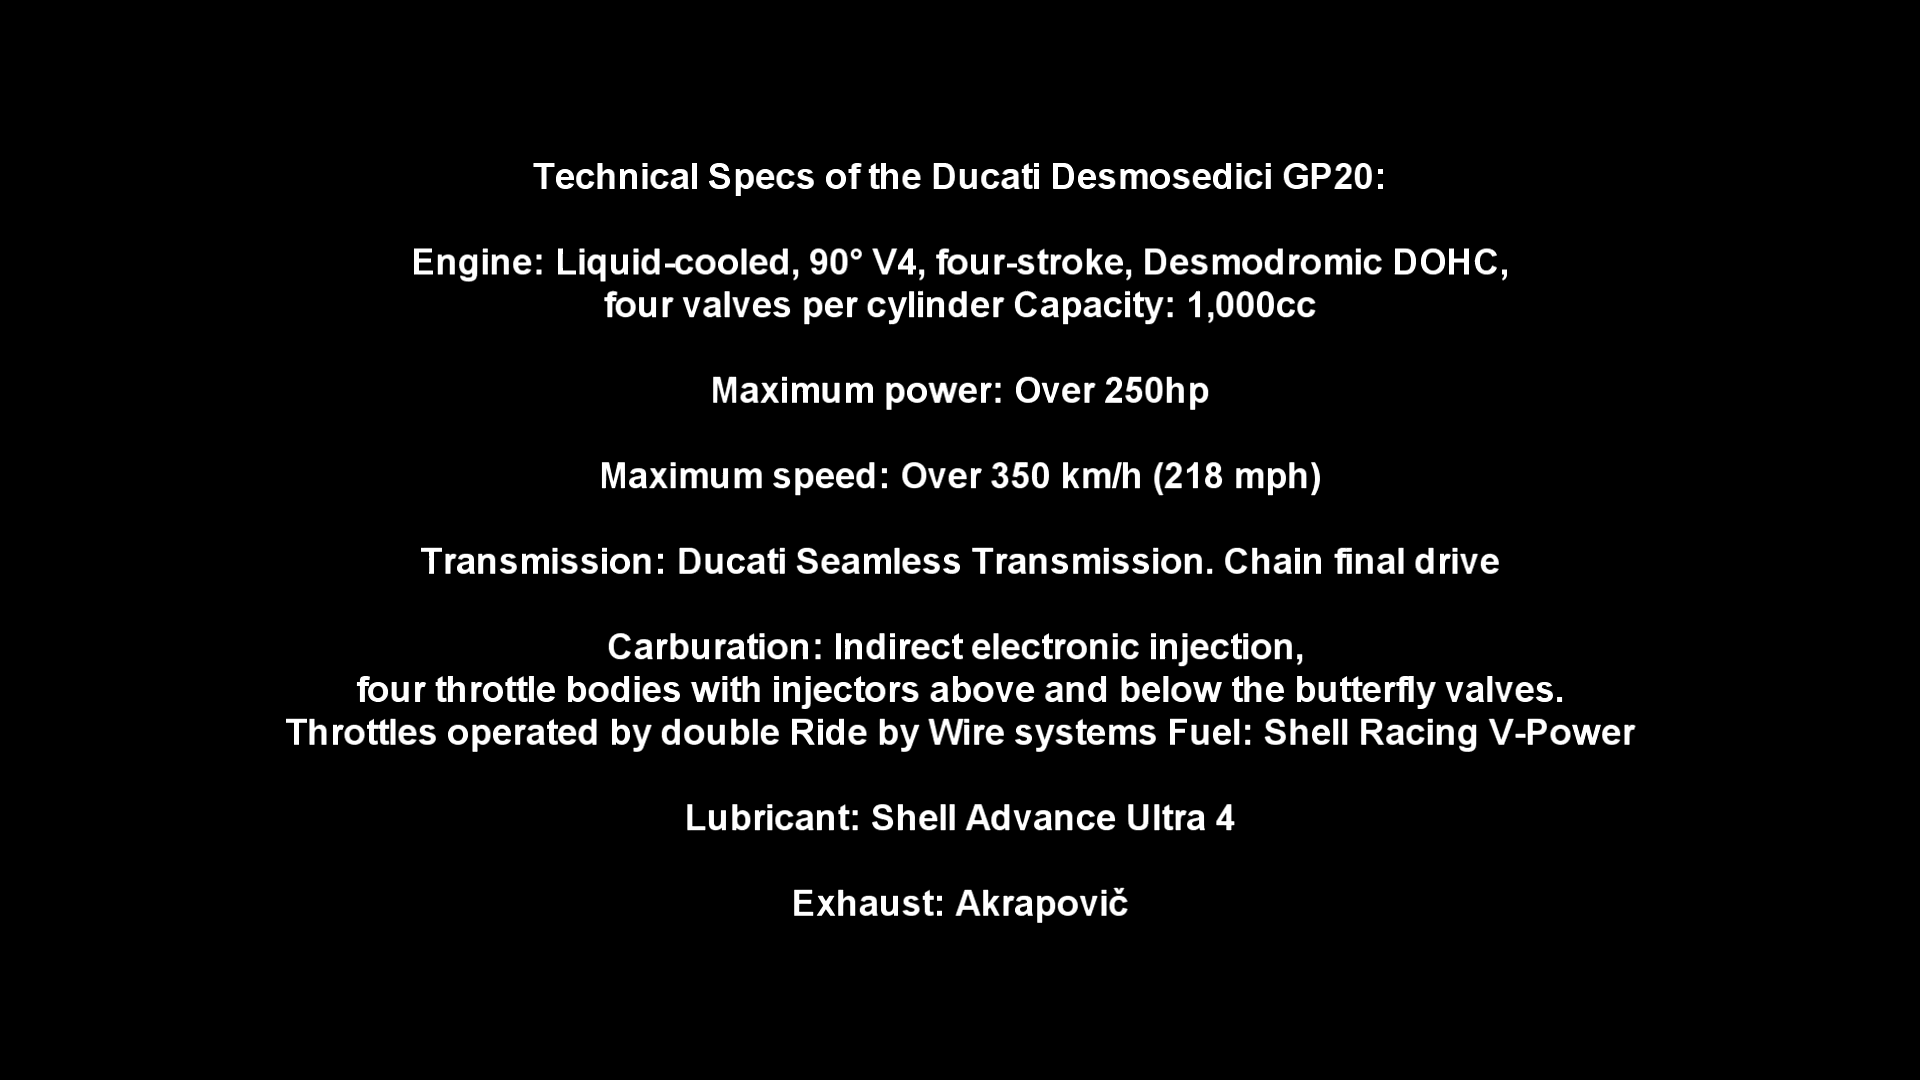 Technical Specs of the Ducati Desmosedici GP20:
Engine: Liquid-cooled, 90° V4, four-stroke, Desmodromic DOHC,
four valves per cylinder Capacity: 1,000cc
Maximum power: Over 250hp
Maximum speed: Over 350 km/h (218 mph)
Transmission: Ducati Seamless Transmission. Chain final drive
Carburation: Indirect electronic injection,
four throttle bodies with injectors above and below the butterfly valves.
Throttles operated by double Ride by Wire systems Fuel: Shell Racing V-Power
Lubricant: Shell Advance Ultra 4
Exhaust: Akrapovič